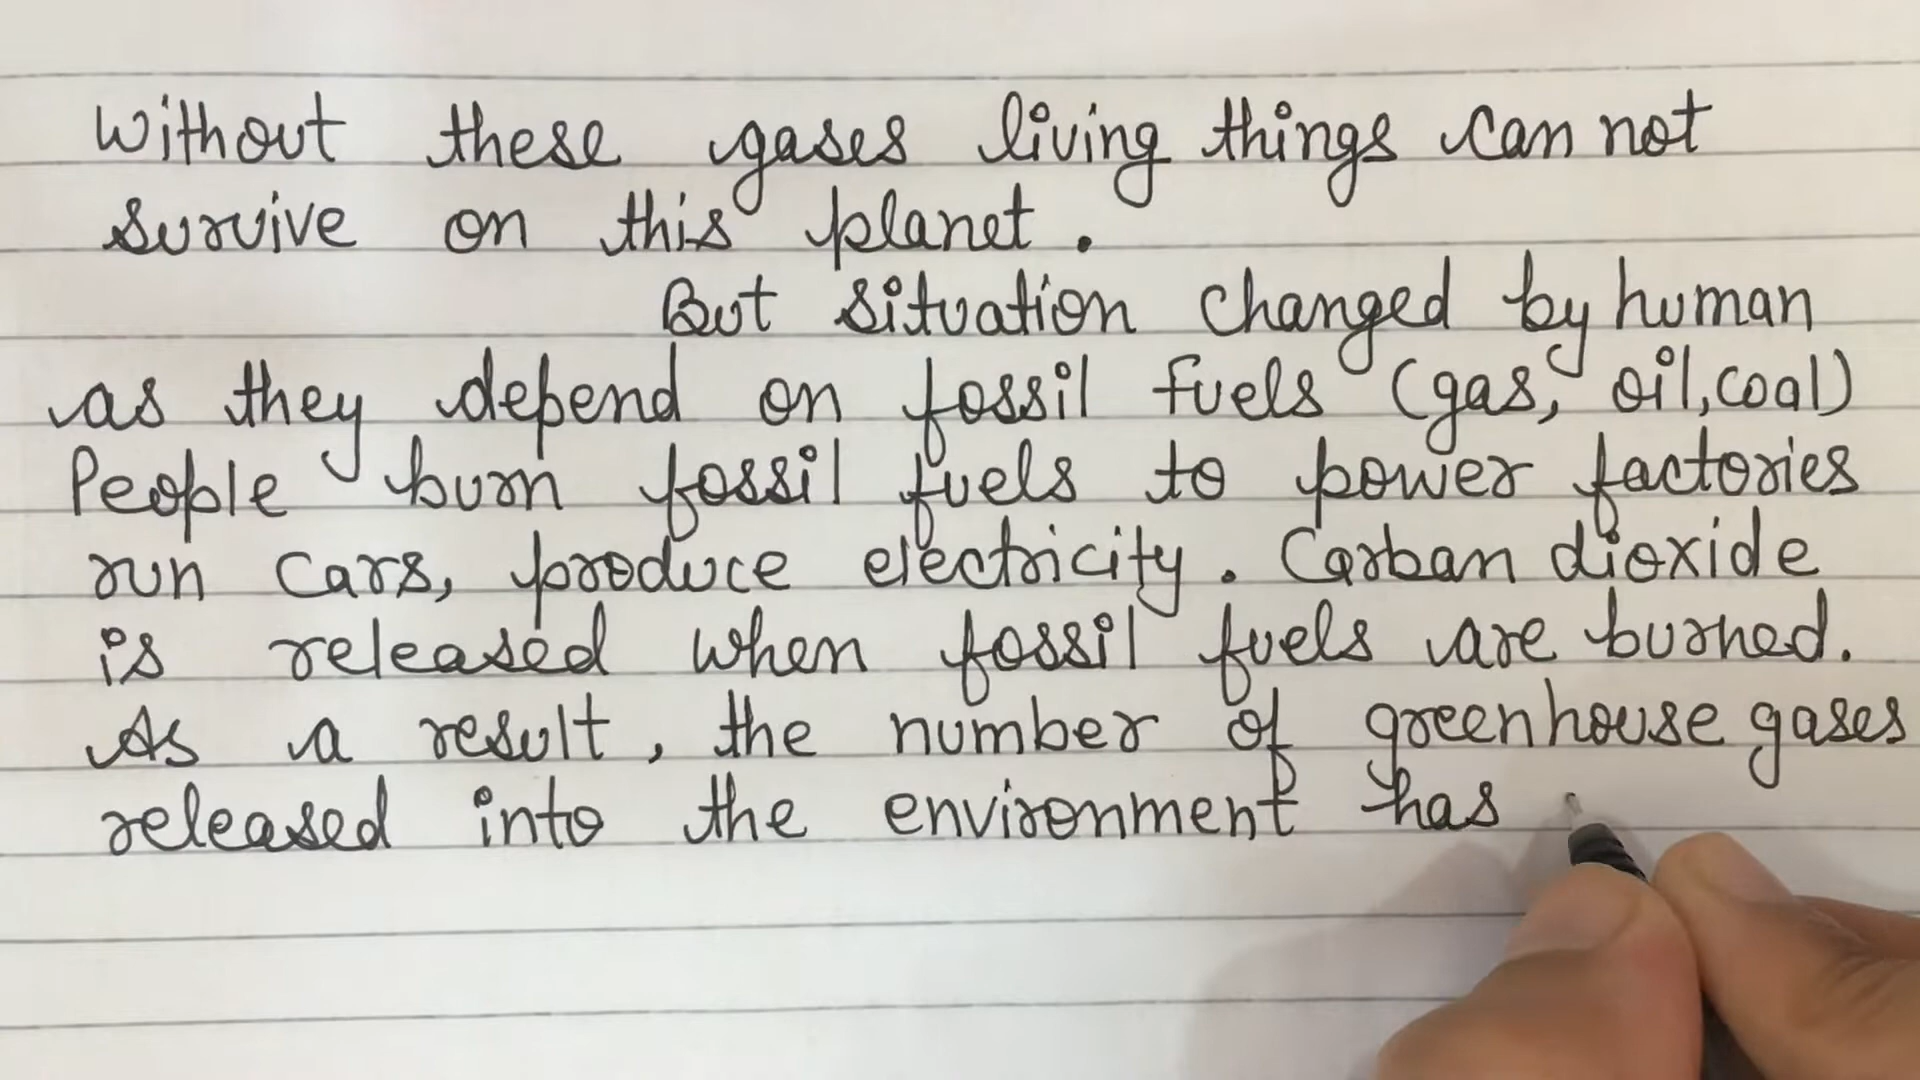 Without these gases living things can not
survive on this planet.
But situation changed by human
as they depend on fossil fuels (gas, oil, coal)
People burn fossil fuels to power factories
run cars, produce electricity. Carban dioxide
is released when fossil fuels are burned.
As a result, the number of greenhouse gases
released into the environment has